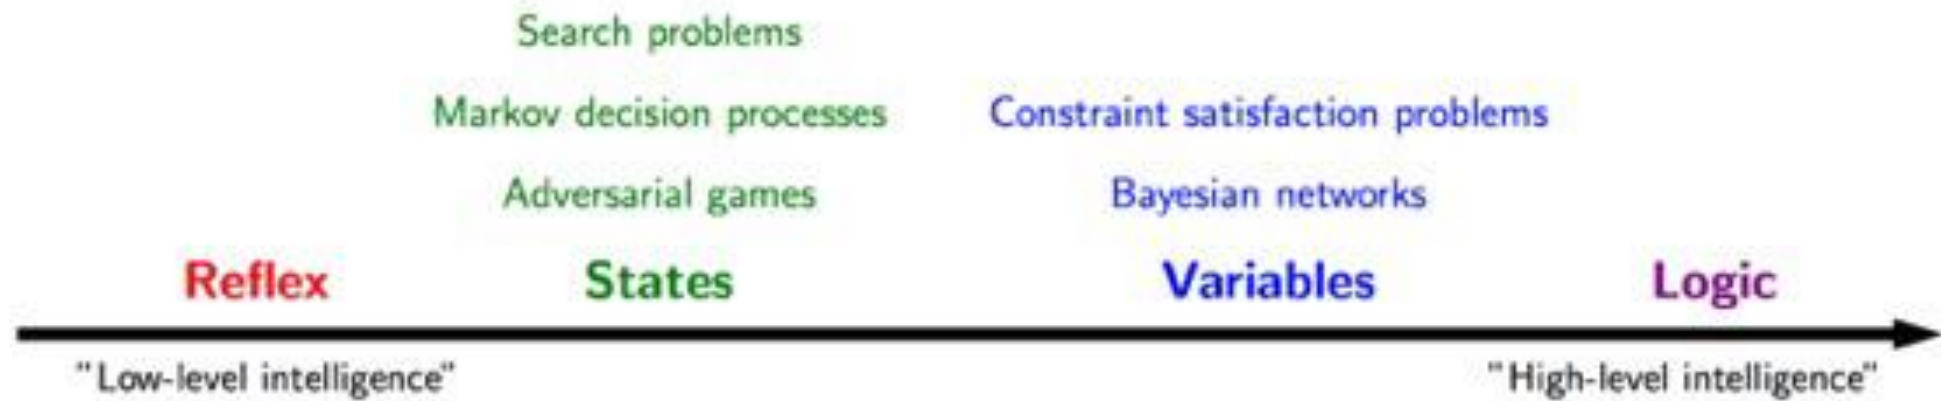 Search problems
Markov decision processes
Constraint satisfaction problems
Adversarial games
Bayesian networks
Reflex
States
Variables
Logic
"Low-level intelligence"
"High-level intelligence"